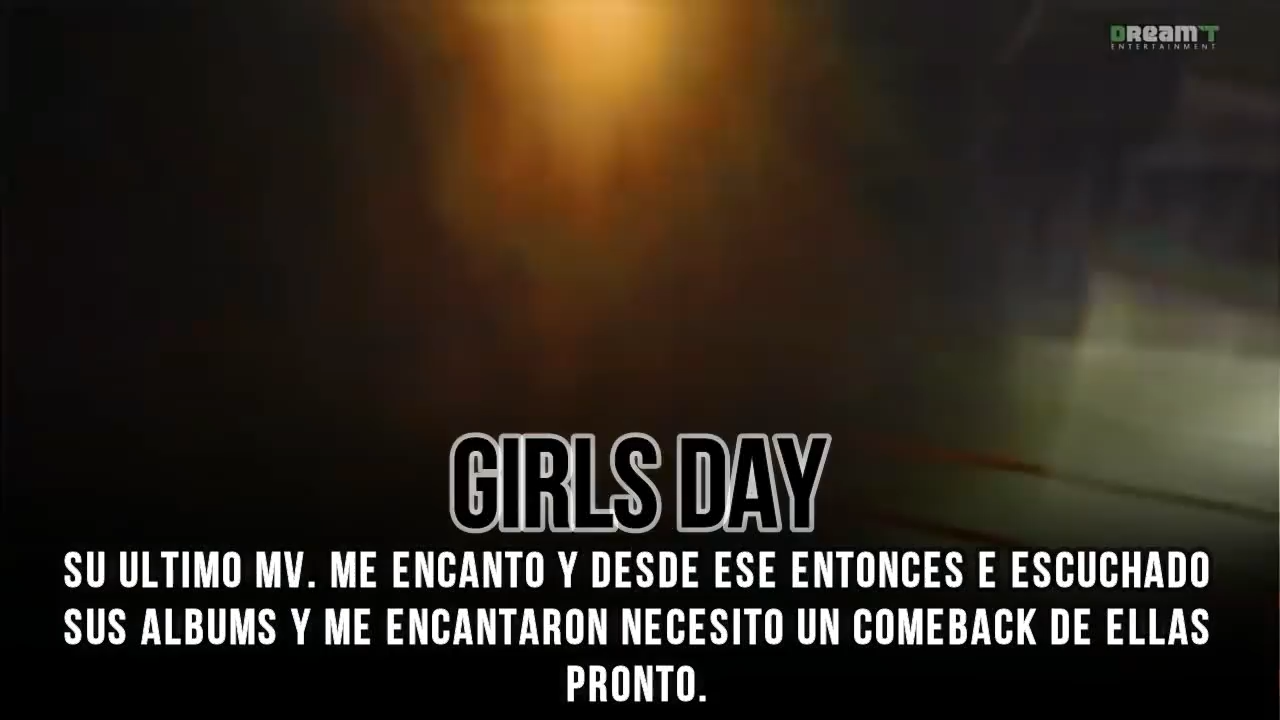 DREAM'T
ENTERTAINMENT
GIRLS DAY
SU ULTIMO MV. ME ENCANTO Y DESDE ESE ENTONCES E ESCUCHADO
SUS ALBUMS Y ME ENCANTARON NECESITO UN COMEBACK DE ELLAS
PRONTO.